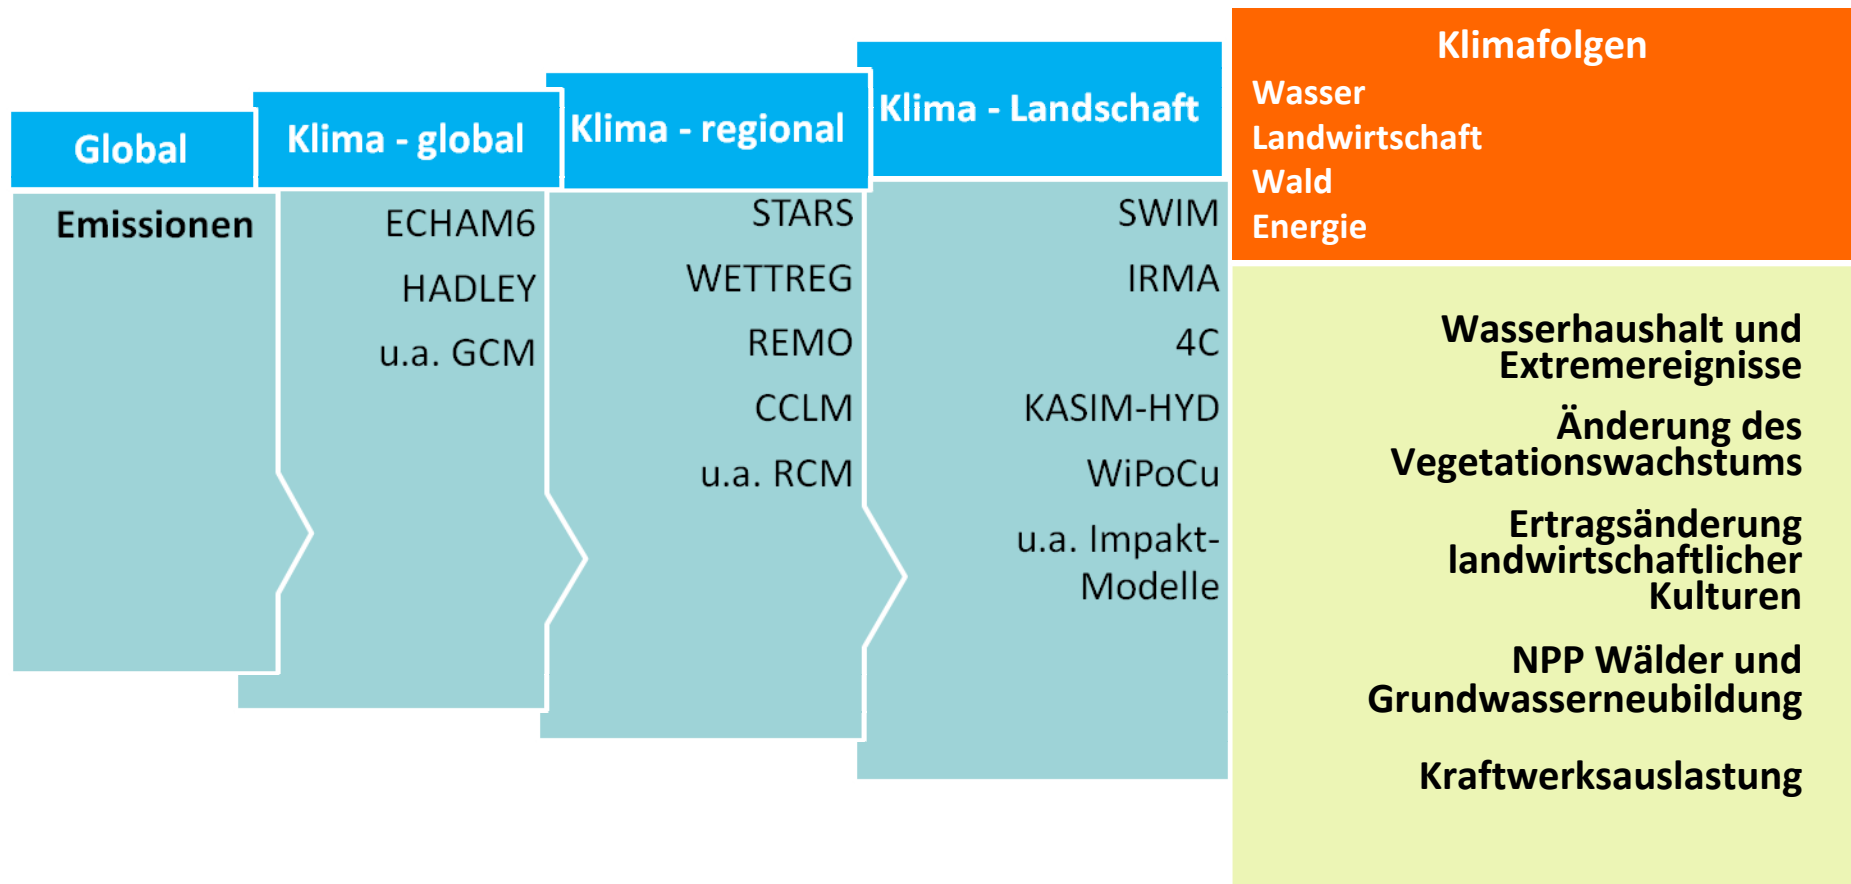 Global
Emissionen
Klima - global
ECHAM6
HADLEY
u.a. GCM
Klima - regional
STARS
WETTREG
REMO
CCLM
u.a. RCM
Klima - Landschaft
SWIM
IRMA
4C
KASIM-HYD
WiPoCu
u.a. Impakt-
Modelle
Klimafolgen
Wasser
Landwirtschaft
Wald
Energie
Wasserhaushalt und
Extremereignisse
Änderung des
Vegetationswachstums
Ertragsänderung
landwirtschaftlicher
Kulturen
NPP Wälder und
Grundwasserneubildung
Kraftwerksauslastung